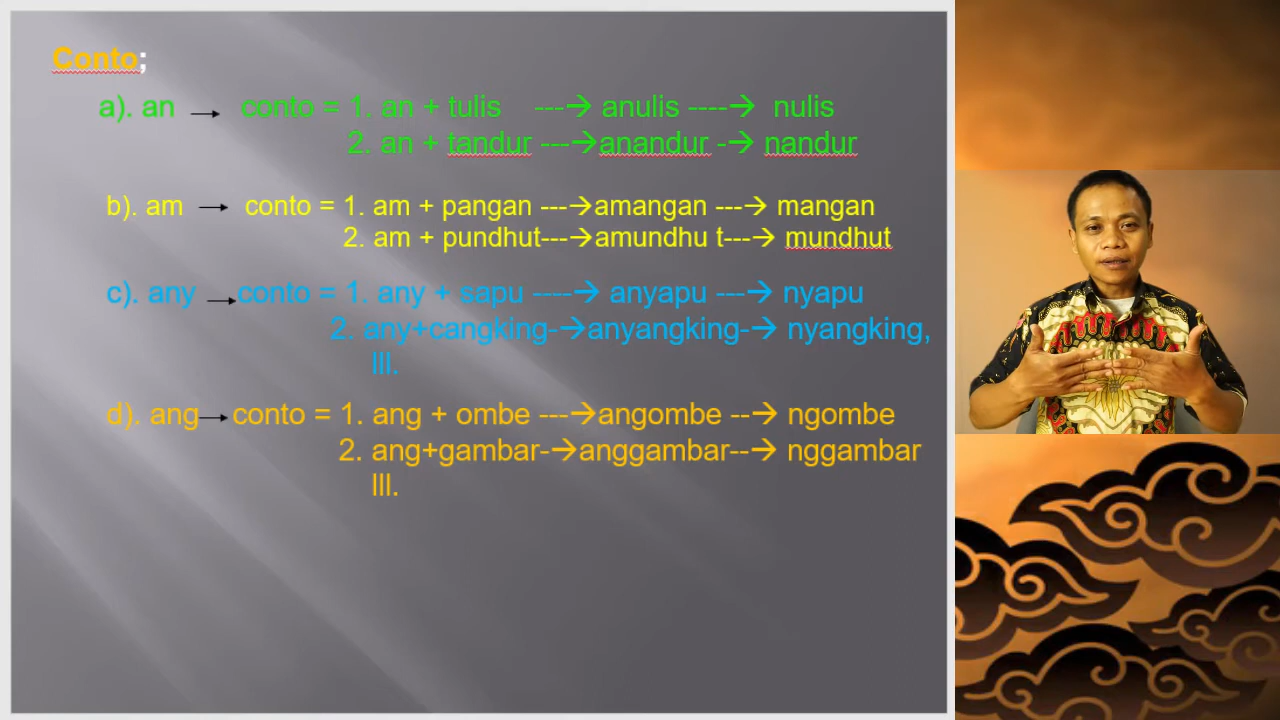 Conto;
a). an → conto = 1. an + tulis ---→ anulis ----→ nulis
2. an + tandur ---→anandur -→ nandur
b). am → conto = 1. am + pangan ---→amangan ---→ mangan
2. am + pundhut---→amundhu t---→ mundhut
c). any →conto = 1. any + sapu ----→ anyapu ---→ nyapu
2. any+cangking-→anyangking-→ nyangking,
lll.
d). ang→conto = 1. ang + ombe ---→angombe --→ ngombe
2. ang+gambar-→anggambar--→ nggambar
lll.